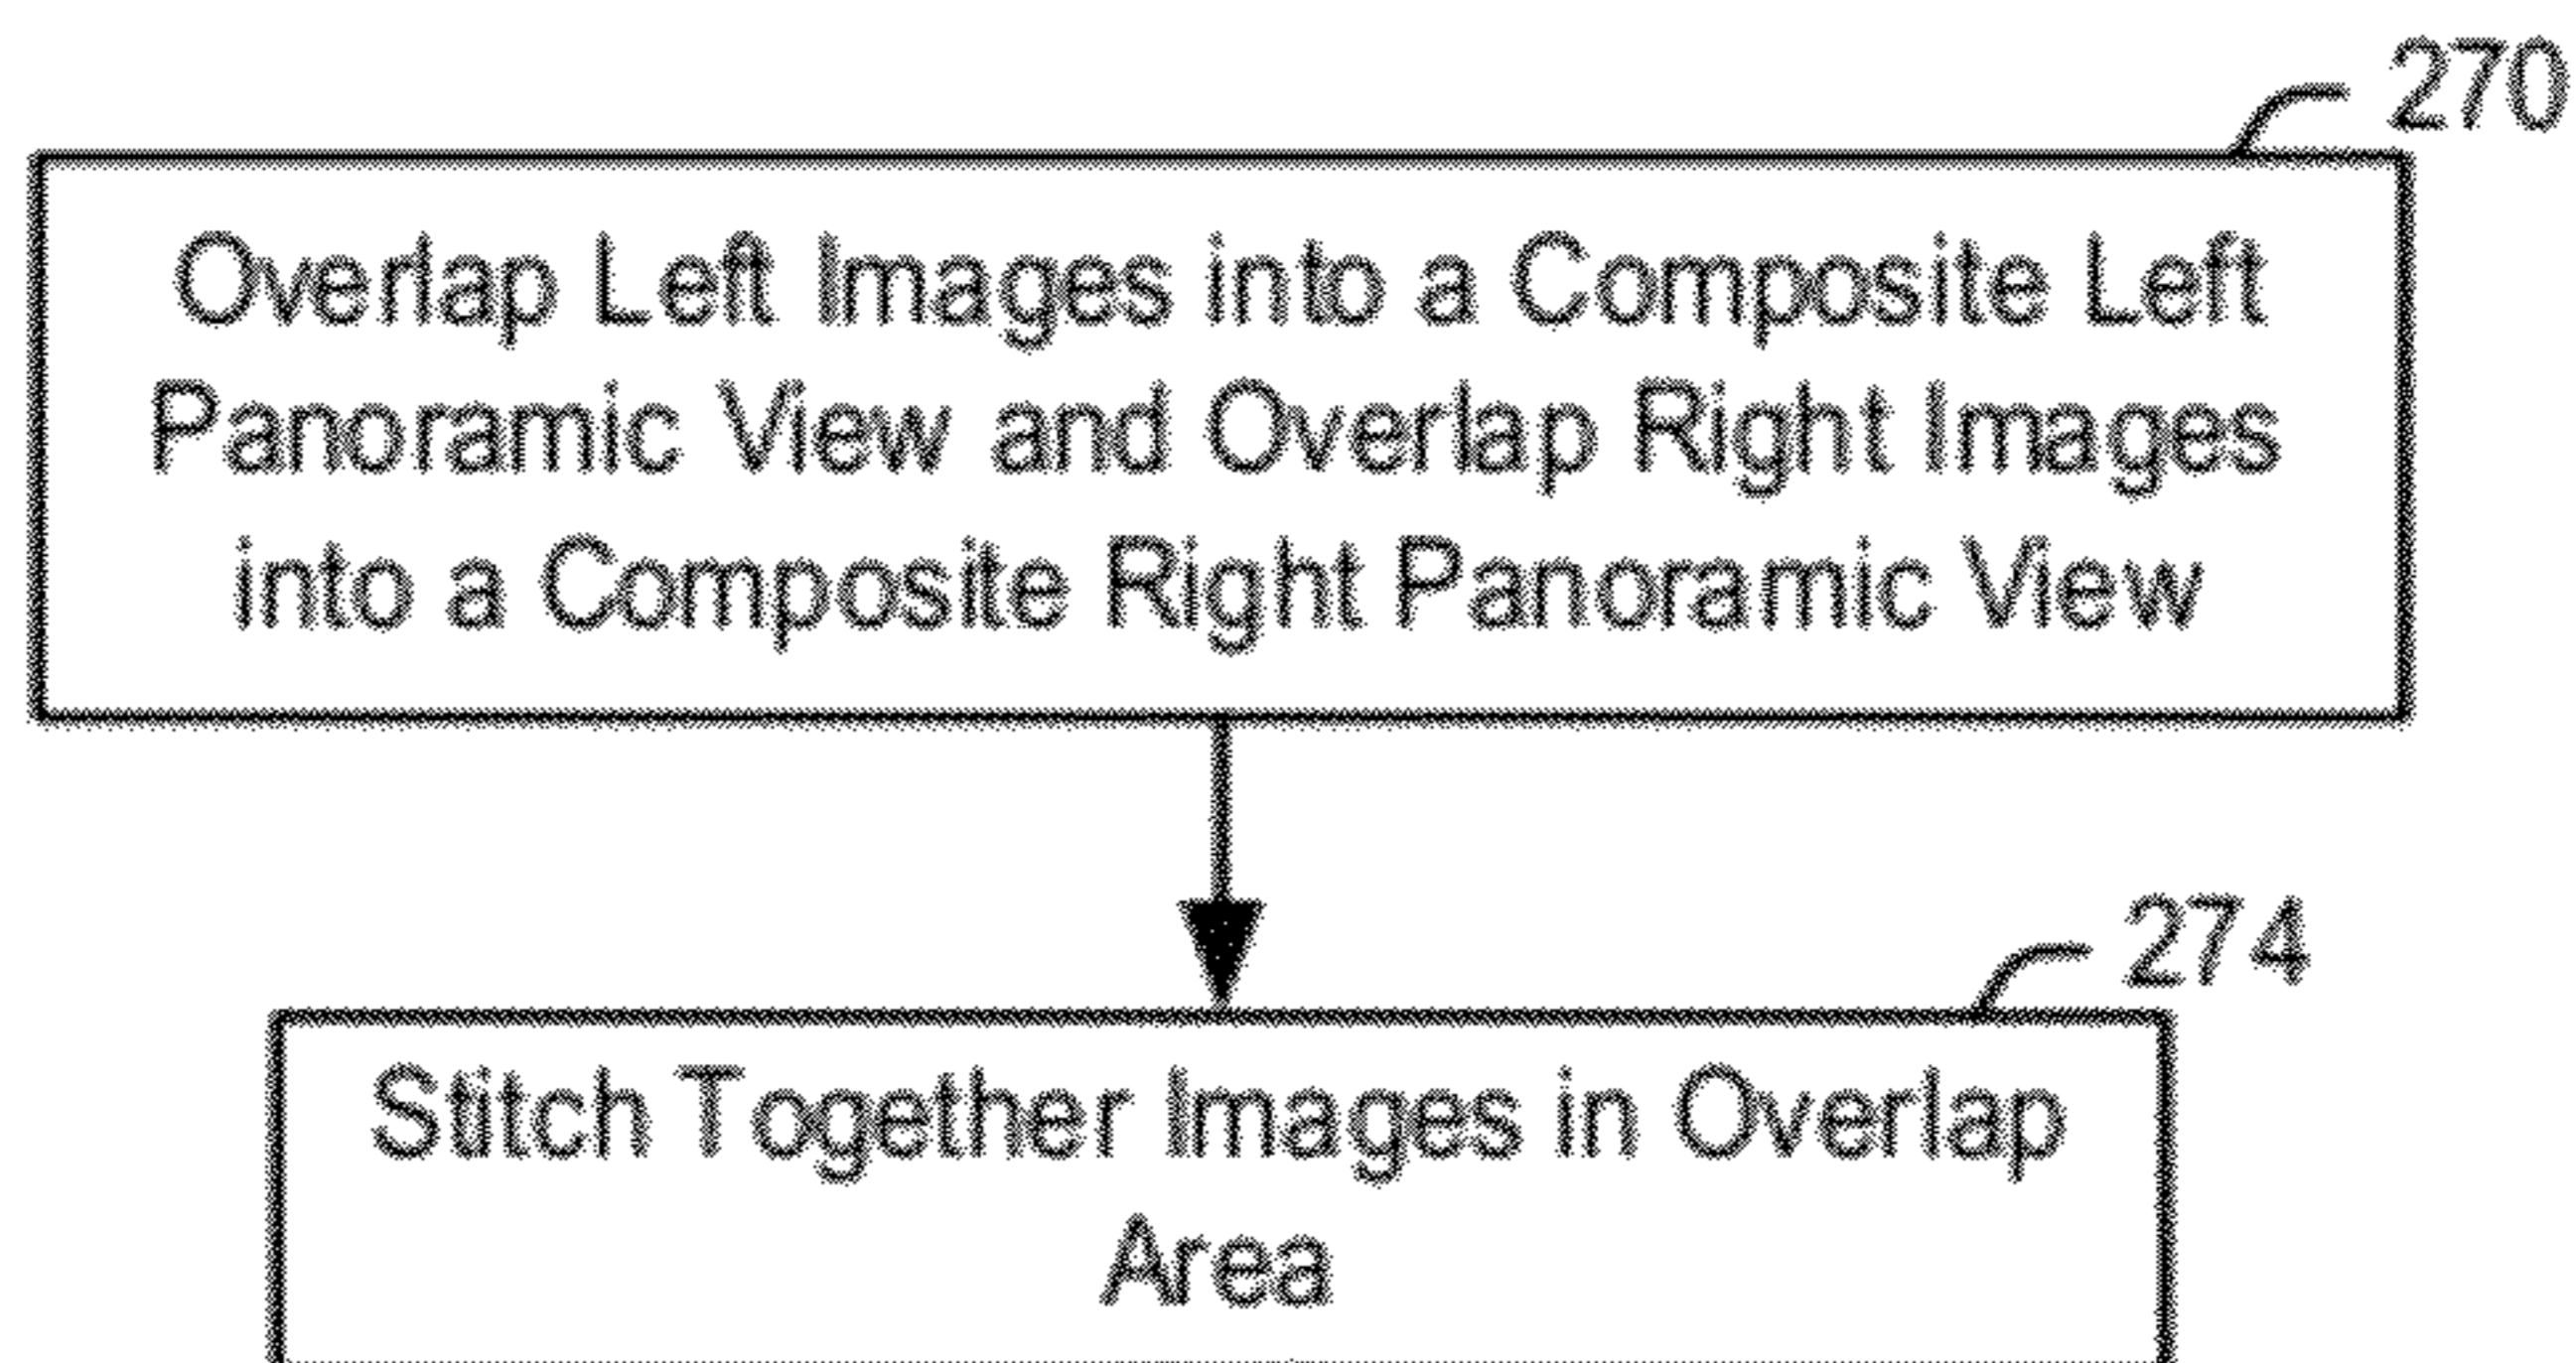 270
Overlap Left Images into a Composite Left
Panoramic View and Overlap Right Images
into a Composite Right Panoramic View
274
Stitch Together Images in Overlap
Area